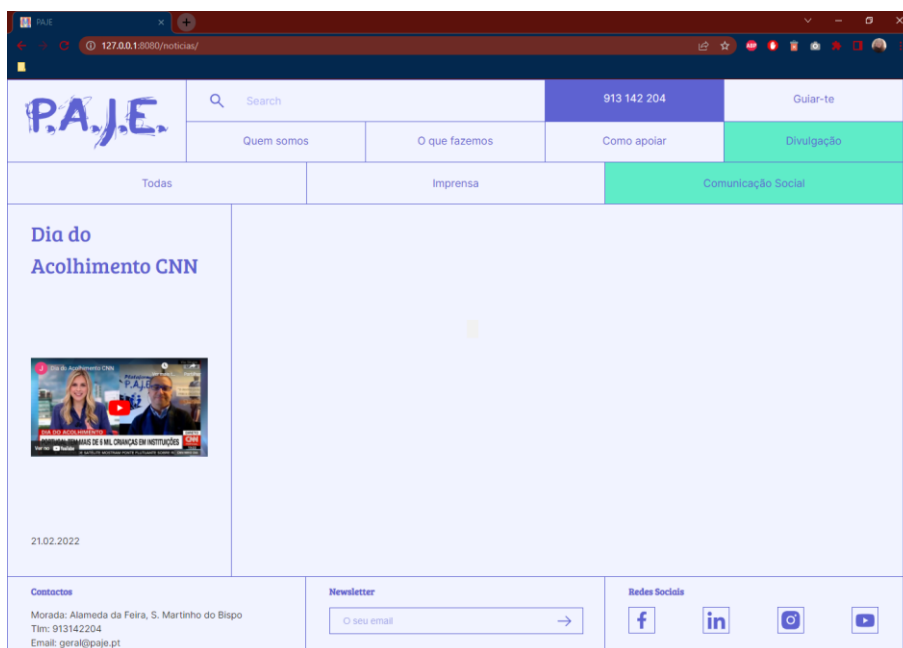 PAJE
127.0.0.1:8080/noticias/
P.A.J.E.
Search
913 142 204
Guiar-te
Quem somos
O que fazemos
Como apoiar
Divulgação
Todas
Imprensa
Comunicação Social
Dia do
Acolhimento CNN
Dia do Acolhimento CNN
P.A.J.E
DIA DO ACOLHIMENTO
MAIS DE 6 MIL CRIANÇAS EM INSTITUIÇÕES
CNN
YouTube
21.02.2022
Contactos
Morada: Alameda da Feira, S. Martinho do Bispo
Tlm: 913142204
Email: geral@paje.pt
Newsletter
O seu email
Redes Sociais